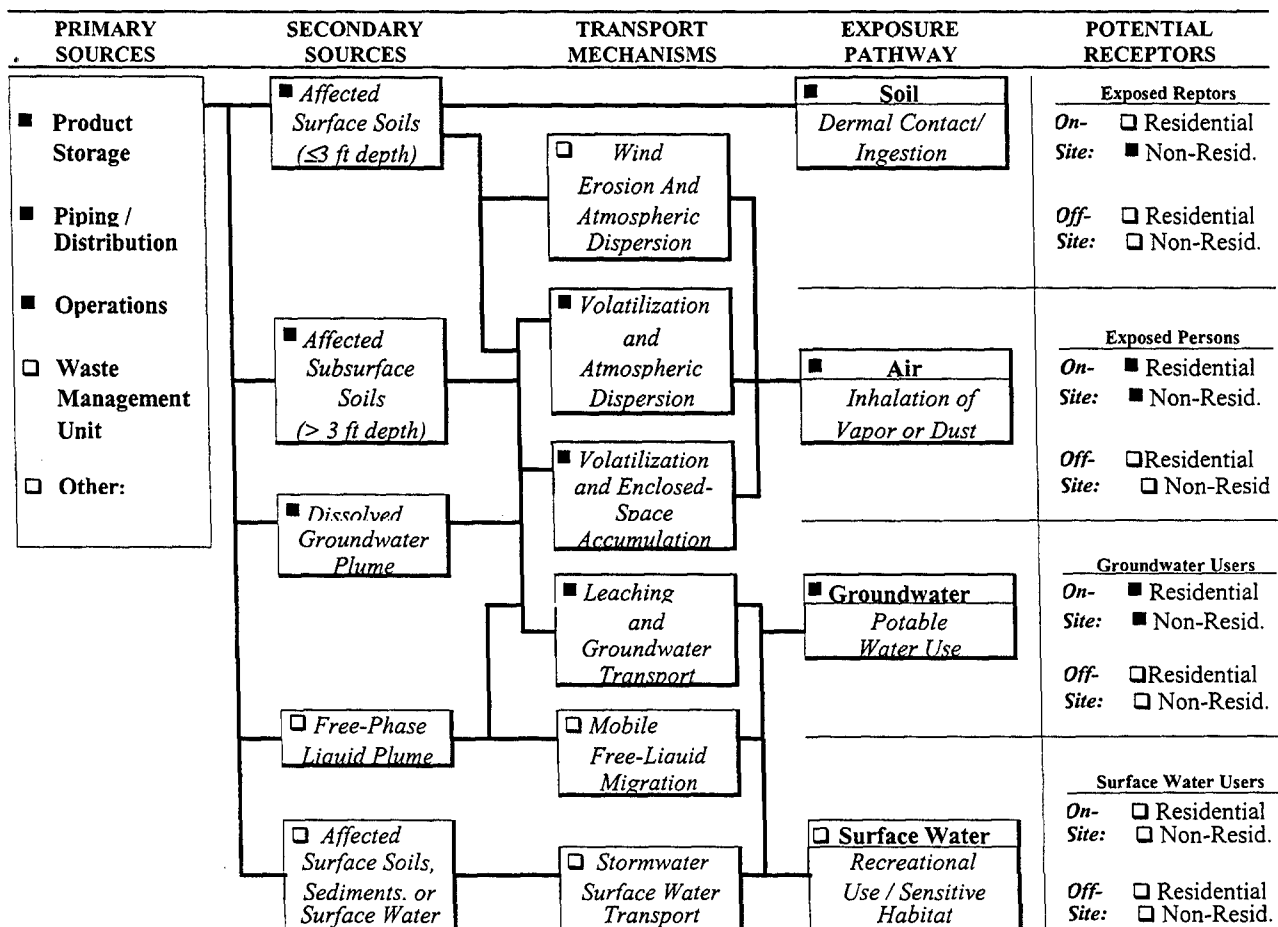 PRIMARY SOURCES
SECONDARY SOURCES
TRANSPORT MECHANISMS
EXPOSURE PATHWAY
POTENTIAL RECEPTORS
■ Product
Storage
■ Piping /
Distribution
■ Operations
❑ Waste
Management
Unit
❑ Other:
■ Affected
Surface Soils
(≤3 ft depth)
■ Affected
Subsurface
Soils
(> 3 ft depth)
■ Dissolved
Groundwater
Plume
❑ Free-Phase
Liquid Plume
❑ Affected
Surface Soils,
Sediments. or
Surface Water
❑ Wind
Erosion And
Atmospheric
Dispersion
■ Volatilization
and
Atmospheric
Dispersion
■ Volatilization
and Enclosed-
Space
Accumulation
■ Leaching
and
Groundwater
Transport
❑ Mobile
Free-Liquid
Migration
❑ Stormwater
Surface Water
Transport
■ Soil
Dermal Contact/
Ingestion
■ Air
Inhalation of
Vapor or Dust
■ Groundwater
Potable
Water Use
❑ Surface Water
Recreational
Use / Sensitive
Habitat
Exposed Reptors
On- ❑ Residential
Site: ■ Non-Resid.
Off- ❑ Residential
Site: ❑ Non-Resid.
Exposed Persons
On- ■ Residential
Site: ■ Non-Resid.
Off- ❑Residential
Site: ❑ Non-Resid
Groundwater Users
On- ■ Residential
Site: ■ Non-Resid.
Off- ❑Residential
Site: ❑ Non-Resid.
Surface Water Users
On- ❑ Residential
Site: ❑ Non-Resid.
Off- ❑ Residential
Site: ❑ Non-Resid.